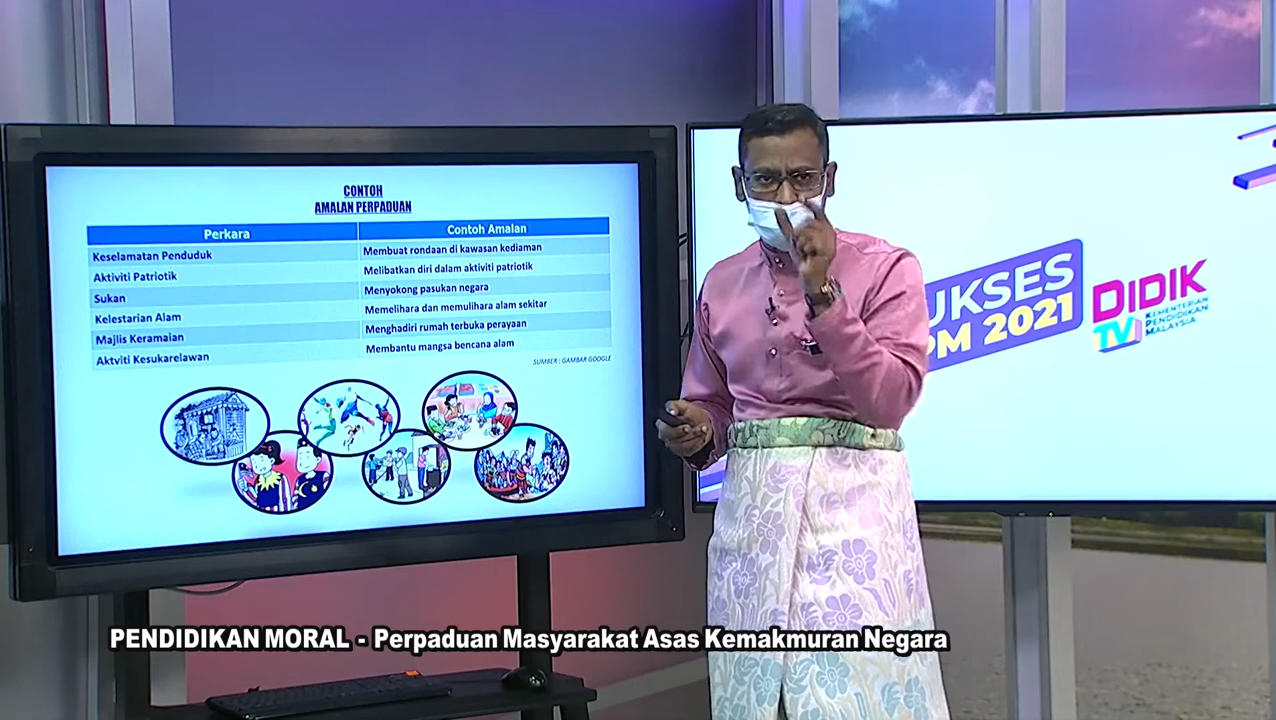 CONTOH
AMALAN PERPADUAN
Perkara Contoh Amalan
Keselamatan Penduduk Membuat rondaan di kawasan kediaman
Aktiviti Patriotik Melibatkan diri dalam aktiviti patriotik
Sukan Menyokong pasukan negara
Kelestarian Alam Memelihara dan memulihara alam sekitar
Majlis Keramaian Menghadiri rumah terbuka perayaan
Aktviti Kesukarelawan Membantu mangsa bencana alam
SUMBER : GAMBAR GOOGLE
UKSES
PM 2021
DIDIK
TV
KEMENTERIAN
PENDIDIKAN
MALAYSIA
PENDIDIKAN MORAL - Perpaduan Masyarakat Asas Kemakmuran Negara